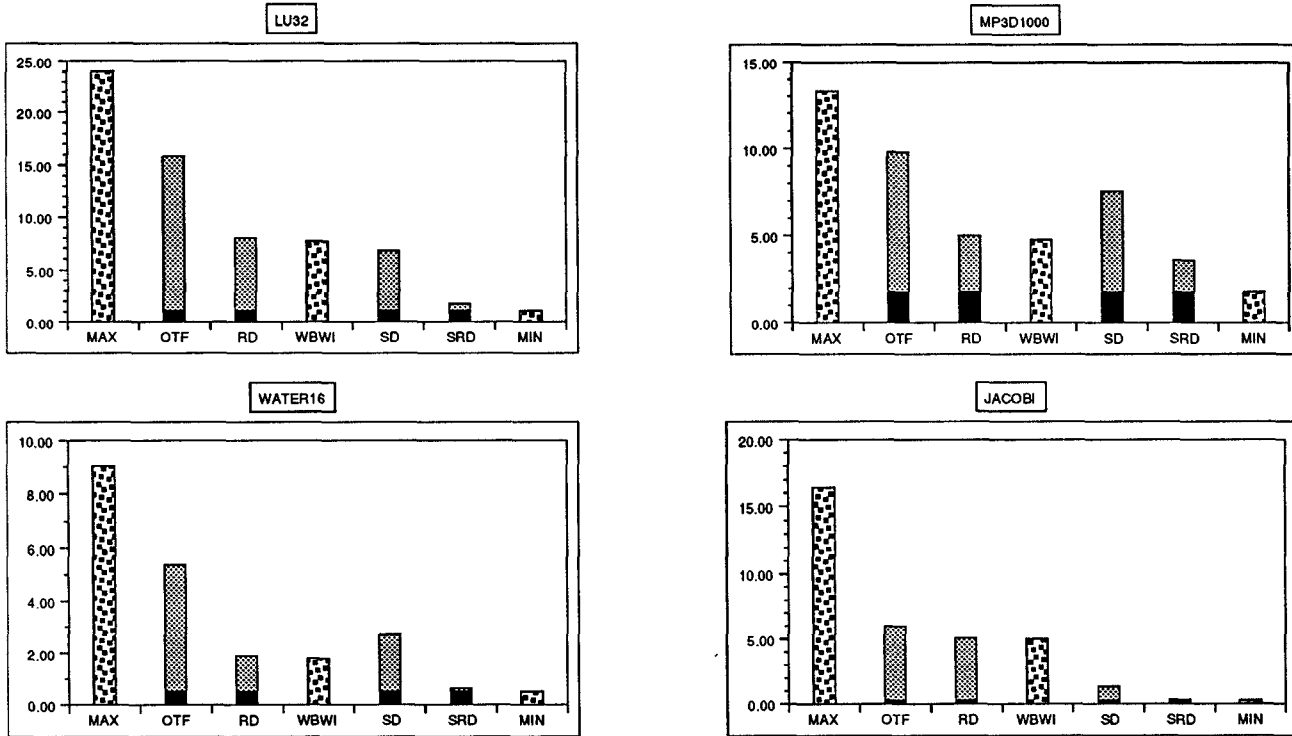 LU32
25.00
20.00
15.00
10.00
5.00
0.00
MAX OTF RD WBWI SD SRD MIN
MP3D1000
15.00
10.00
5.00
0.00
MAX OTF RD WBWI SD SRD MIN
WATER16
10.00
8.00
6.00
4.00
2.00
0.00
MAX OTF RD WBWI SD SRD MIN
JACOBI
20.00
15.00
10.00
5.00
0.00
MAX OTF RD WBWI SD SRD MIN